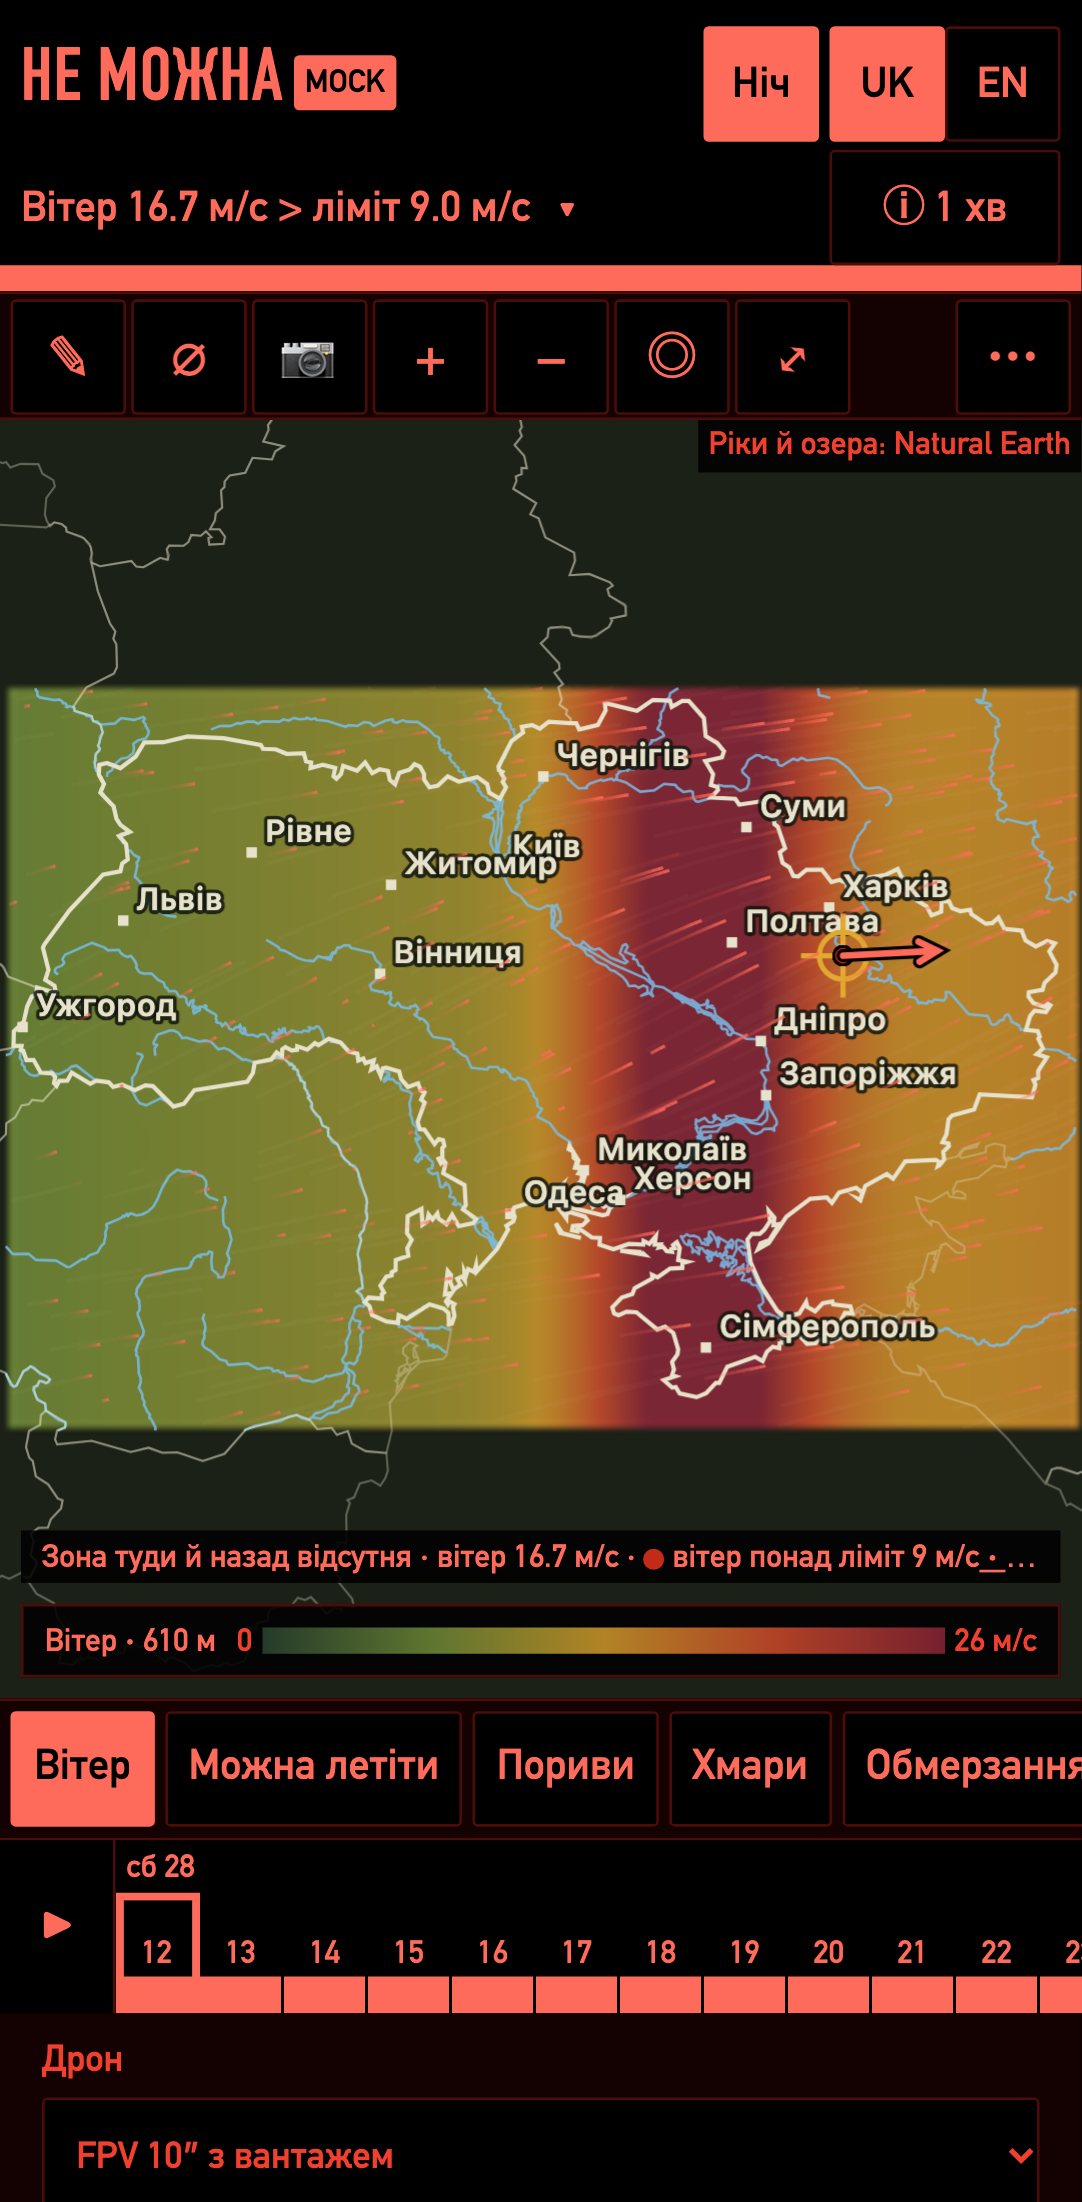 НЕ МОЖНА МОСК
Ніч
UK
EN
Вітер 16.7 м/с > ліміт 9.0 м/с ▼
ⓘ 1 хв
Ріки й озера: Natural Earth
Чернігів
Суми
Рівне
Київ
Житомир
Харків
Львів
Полтава
Вінниця
Ужгород
Дніпро
Запоріжжя
Миколаїв
Херсон
Одеса
Сімферополь
Зона туди й назад відсутня · вітер 16.7 м/с · вітер понад ліміт 9 м/с · …
Вітер · 610 м 0 26 м/с
Вітер
Можна летіти
Пориви
Хмари
Обмерзання
сб 28
12 13 14 15 16 17 18 19 20 21 22
Дрон
FPV 10″ з вантажем